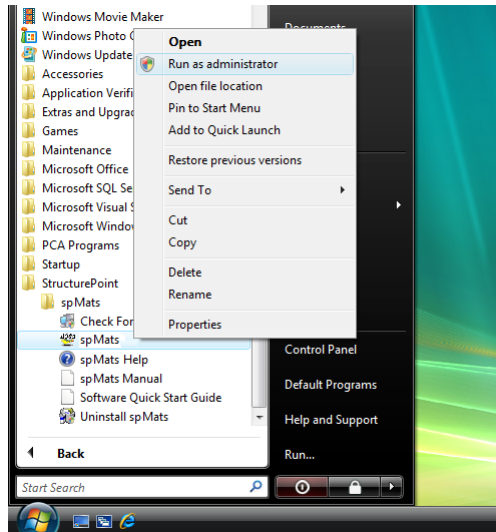 Windows Movie Maker
Windows Photo
Windows Update
Accessories
Application Verifi
Extras and Upgrad
Games
Maintenance
Microsoft Office
Microsoft SQL Se
Microsoft Visual S
Microsoft Window
PCA Programs
Startup
StructurePoint
spMats
Check For
spMats
spMats Help
spMats Manual
Software Quick Start Guide
Uninstall spMats
Back
Start Search
Open
Run as administrator
Open file location
Pin to Start Menu
Add to Quick Launch
Restore previous versions
Send To
Cut
Copy
Delete
Rename
Properties
Documents
Control Panel
Default Programs
Help and Support
Run...